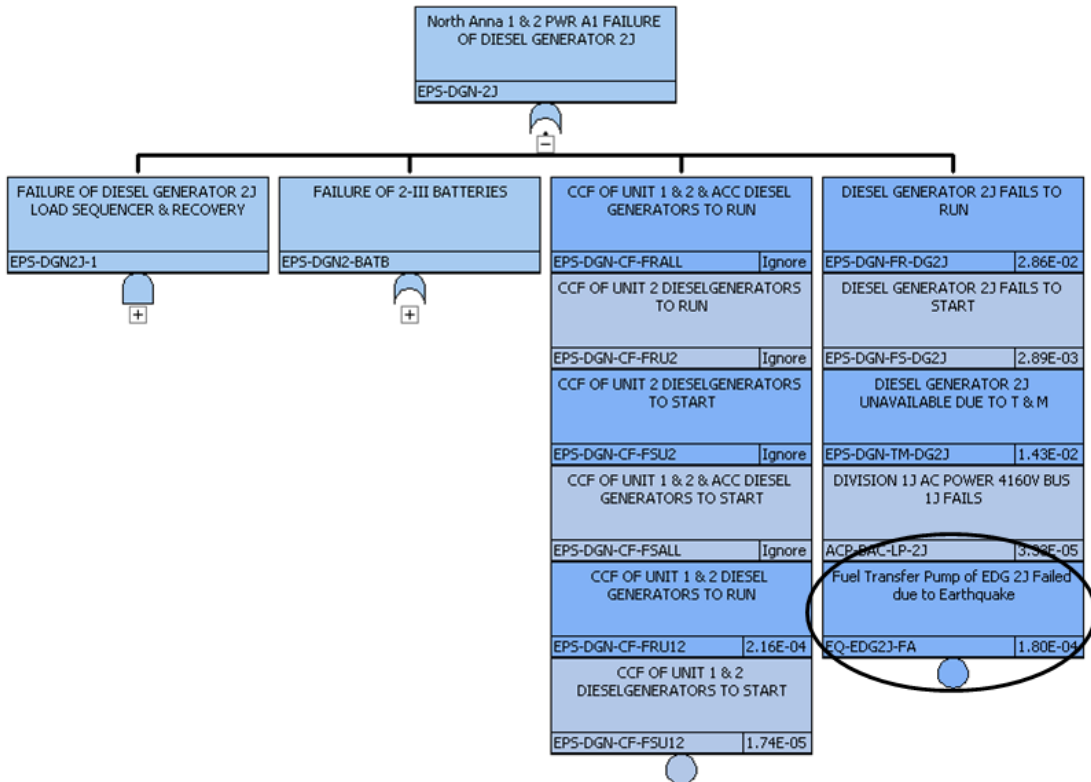 North Anna 1 & 2 PWR A1 FAILURE
OF DIESEL GENERATOR 2J
EPS-DGN-2J
FAILURE OF DIESEL GENERATOR 2J
LOAD SEQUENCER & RECOVERY
EPS-DGN2J-1
FAILURE OF 2-III BATTERIES
EPS-DGN2-BATB
CCF OF UNIT 1 & 2 & ACC DIESEL
GENERATORS TO RUN
EPS-DGN-CF-FRALL Ignore
CCF OF UNIT 2 DIESELGENERATORS
TO RUN
EPS-DGN-CF-FRU2 Ignore
CCF OF UNIT 2 DIESELGENERATORS
TO START
EPS-DGN-CF-FSU2 Ignore
CCF OF UNIT 1 & 2 & ACC DIESEL
GENERATORS TO START
EPS-DGN-CF-FSALL Ignore
CCF OF UNIT 1 & 2 DIESEL
GENERATORS TO RUN
EPS-DGN-CF-FRU12 2.16E-04
CCF OF UNIT 1 & 2
DIESELGENERATORS TO START
EPS-DGN-CF-FSU12 1.74E-05
DIESEL GENERATOR 2J FAILS TO
RUN
EPS-DGN-FR-DG2J 2.86E-02
DIESEL GENERATOR 2J FAILS TO
START
EPS-DGN-FS-DG2J 2.89E-03
DIESEL GENERATOR 2J
UNAVAILABLE DUE TO T & M
EPS-DGN-TM-DG2J 1.43E-02
DIVISION 1J AC POWER 4160V BUS
1J FAILS
ACP-BAC-LP-2J 3.93E-05
Fuel Transfer Pump of EDG 2J Failed
due to Earthquake
EQ-EDG2J-FA 1.80E-04